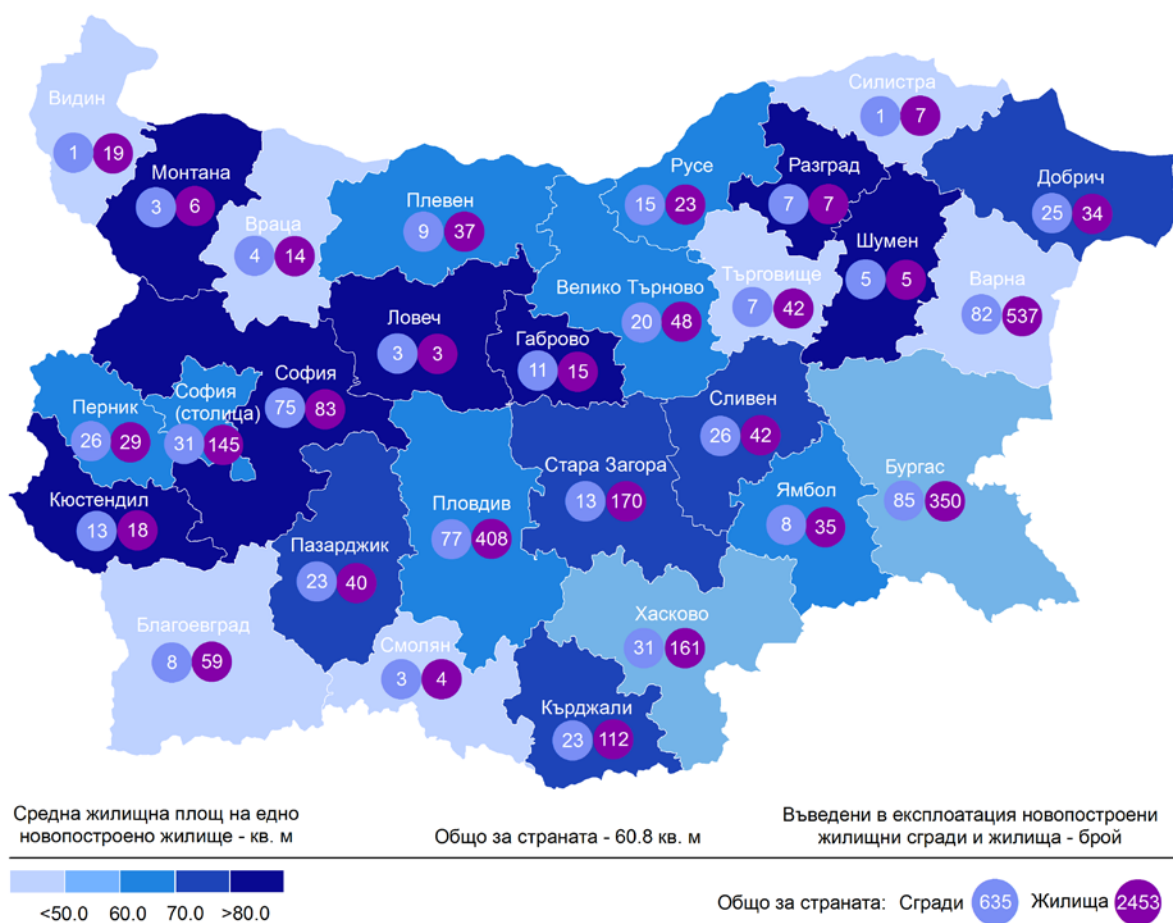 Силистра
1 7
Видин
1 19
Монтана
3 6
Русе
15 23
Разград
7 7
Добрич
25 34
Плевен
9 37
Враца
4 14
Шумен
5 5
Търговище
7 42
Варна
82 537
Велико Търново
20 48
Ловеч
3 3
Габрово
11 15
София
75 83
София
(столица)
31 145
Перник
26 29
Сливен
26 42
Стара Загора
13 170
Бургас
85 350
Ямбол
8 35
Кюстендил
13 18
Пловдив
77 408
Пазарджик
23 40
Хасково
31 161
Благоевград
8 59
Смолян
3 4
Кърджали
23 112
Средна жилищна площ на едно
новопостроено жилище - кв. м
Общо за страната - 60.8 кв. м
Въведени в експлоатация новопостроени
жилищни сгради и жилища - брой
<50.0 60.0 70.0 >80.0
Общо за страната: Сгради 635 Жилища 2453